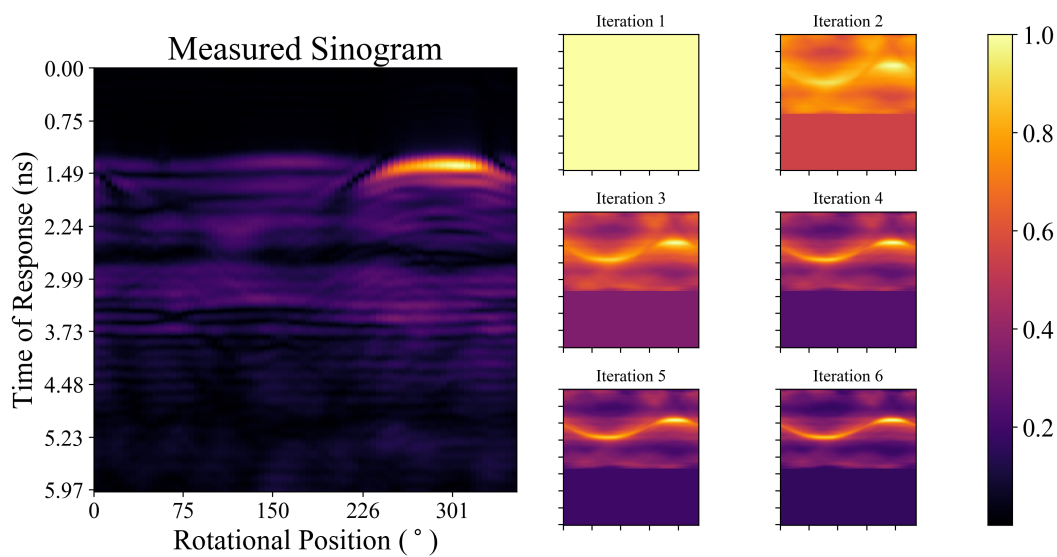 Measured Sinogram
Time of Response (ns)
0.00
0.75
1.49
2.24
2.99
3.73
4.48
5.23
5.97
0 75 150 226 301
Rotational Position ( ° )
Iteration 1
Iteration 2
Iteration 3
Iteration 4
Iteration 5
Iteration 6
1.0
0.8
0.6
0.4
0.2